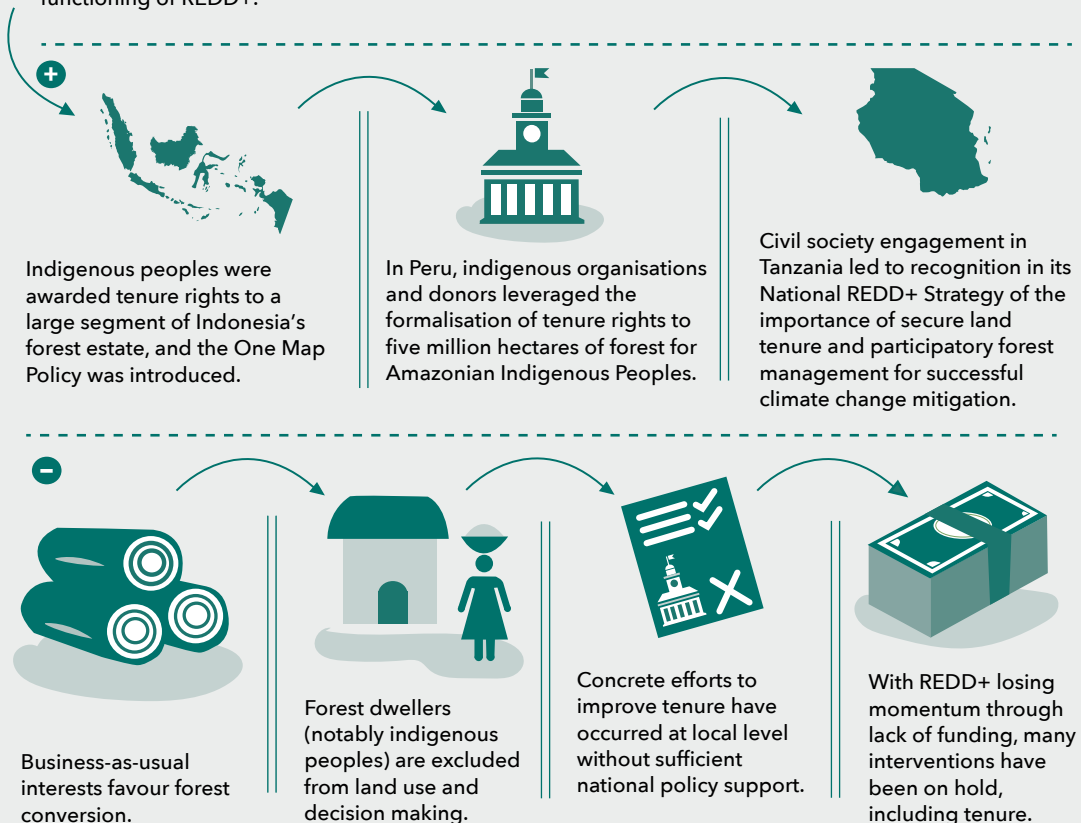 functioning of REDD+.
+
Indigenous peoples were
awarded tenure rights to a
large segment of Indonesia's
forest estate, and the One Map
Policy was introduced.
In Peru, indigenous organisations
and donors leveraged the
formalisation of tenure rights to
five million hectares of forest for
Amazonian Indigenous Peoples.
Civil society engagement in
Tanzania led to recognition in its
National REDD+ Strategy of the
importance of secure land
tenure and participatory forest
management for successful
climate change mitigation.
-
Business-as-usual
interests favour forest
conversion.
Forest dwellers
(notably indigenous
peoples) are excluded
from land use and
decision making.
Concrete efforts to
improve tenure have
occurred at local level
without sufficient
national policy support.
With REDD+ losing
momentum through
lack of funding, many
interventions have
been on hold,
including tenure.